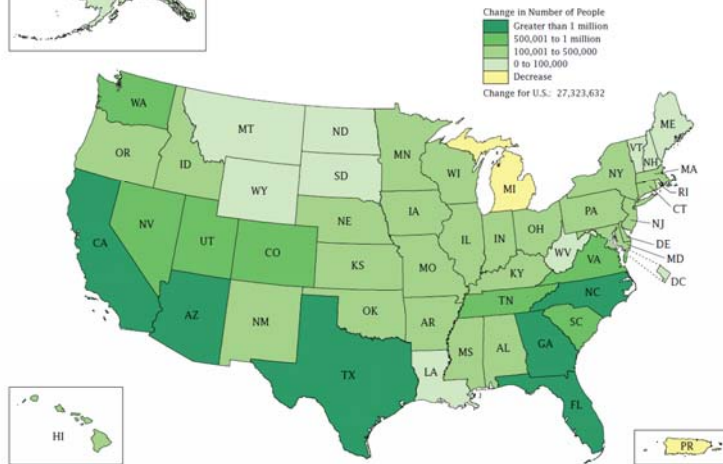 Change in Number of People
Greater than 1 million
500,001 to 1 million
100,001 to 500,000
0 to 100,000
Decrease
Change for U.S.: 27,323,632
WA
MT
ND
MN
ME
VT
NH
OR
ID
SD
WI
NY
MA
WY
MI
RI
CT
NV
NE
IA
PA
NJ
CA
UT
CO
IL
IN
OH
DE
KS
MO
WV
VA
MD
KY
DC
AZ
NM
OK
AR
TN
NC
SC
MS
AL
GA
TX
LA
FL
HI
PR